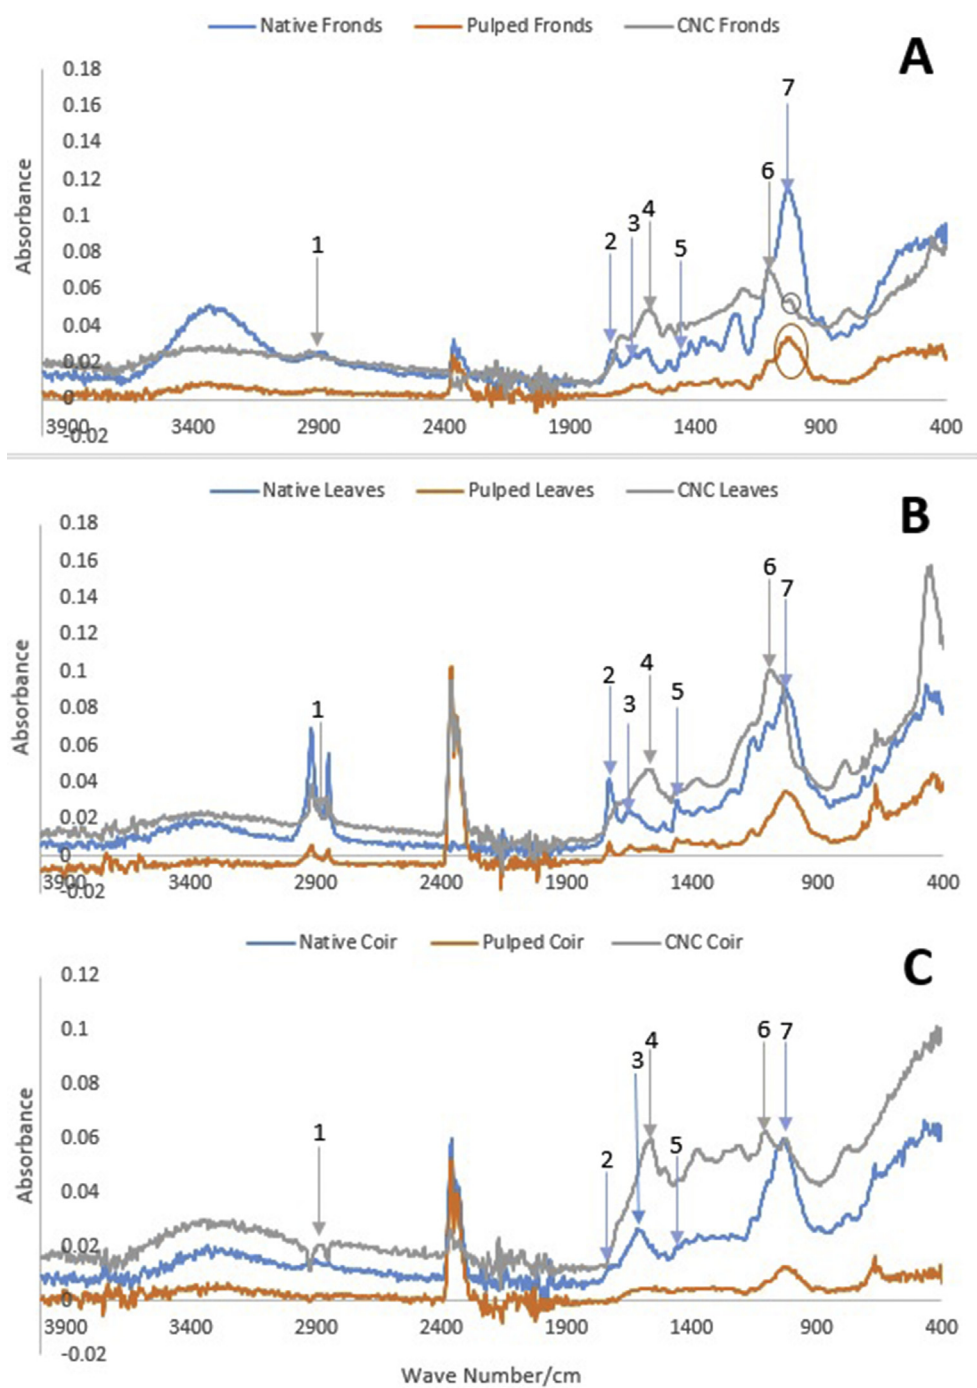 Native Fronds Pulped Fronds CNC Fronds
A
0.18
0.16
0.14
0.12
0.1
0.08
0.06
0.04
0.02
0
-0.02
Absorbance
1 2 3 4 5 6 7
3900 3400 2900 2400 1900 1400 900 400
Native Leaves Pulped Leaves CNC Leaves
B
0.18
0.16
0.14
0.12
0.1
0.08
0.06
0.04
0.02
0
-0.02
Absorbance
1 2 3 4 5 6 7
3900 3400 2900 2400 1900 1400 900 400
Native Coir Pulped Coir CNC Coir
C
0.12
0.1
0.08
0.06
0.04
0.02
0
-0.02
Absorbance
1 2 3 4 5 6 7
3900 3400 2900 2400 1900 1400 900 400
Wave Number/cm